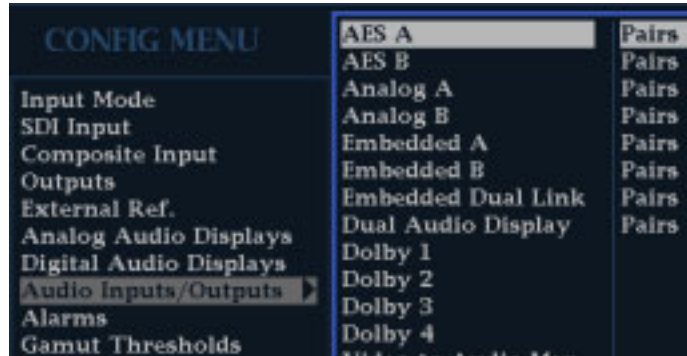 CONFIG MENU
Input Mode
SDI Input
Composite Input
Outputs
External Ref.
Analog Audio Displays
Digital Audio Displays
Audio Inputs/Outputs
Alarms
Gamut Thresholds
AES A Pairs
AES B Pairs
Analog A Pairs
Analog B Pairs
Embedded A Pairs
Embedded B Pairs
Embedded Dual Link Pairs
Dual Audio Display Pairs
Dolby 1
Dolby 2
Dolby 3
Dolby 4